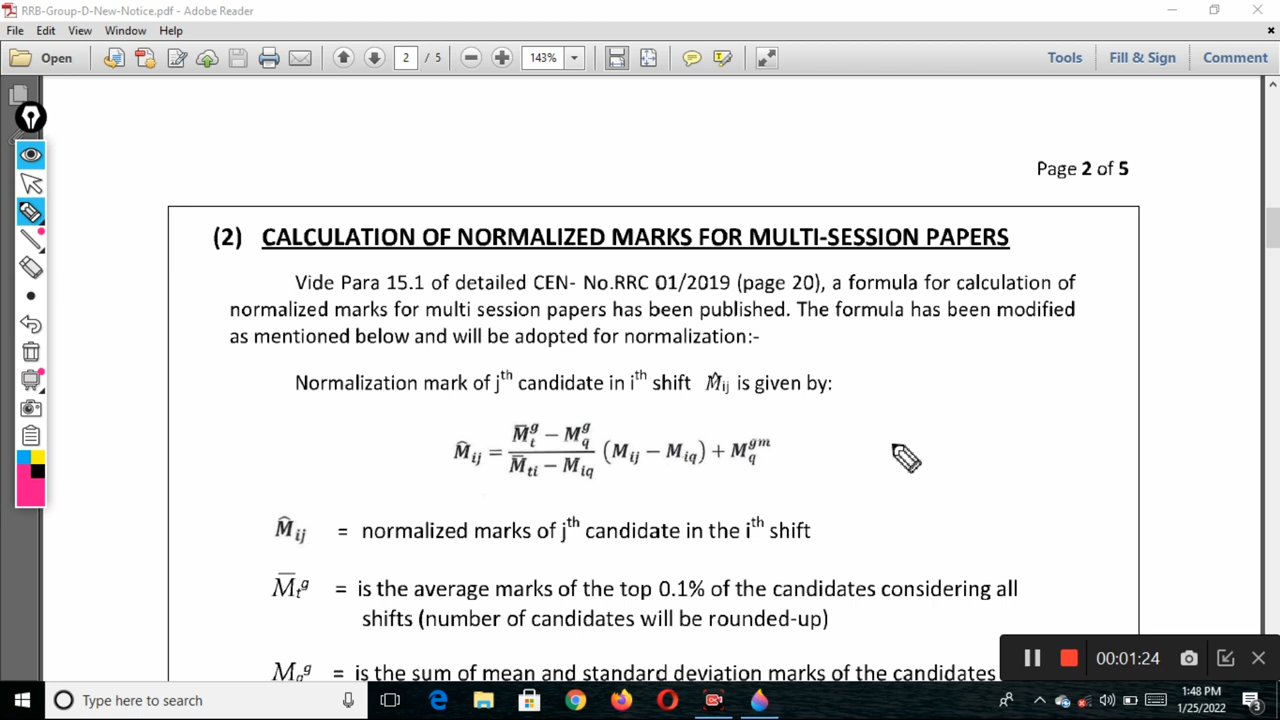 RRB-Group-D-New-Notice.pdf - Adobe Reader
File Edit View Window Help
Open 2 / 5 143% Tools Fill & Sign Comment
Page 2 of 5
(2) CALCULATION OF NORMALIZED MARKS FOR MULTI-SESSION PAPERS
Vide Para 15.1 of detailed CEN- No.RRC 01/2019 (page 20), a formula for calculation of
normalized marks for multi session papers has been published. The formula has been modified
as mentioned below and will be adopted for normalization:-
Normalization mark of jth candidate in ith shift M̂ij is given by:
M̂ij = (M̄t^g − Mq^g) / (M̄ti − Miq) (Mij − Miq) + Mq^gm
M̂ij = normalized marks of jth candidate in the ith shift
M̄t^g = is the average marks of the top 0.1% of the candidates considering all
shifts (number of candidates will be rounded-up)
Mq^g = is the sum of mean and standard deviation marks of the candidates
00:01:24
Type here to search
1:48 PM
1/25/2022
3